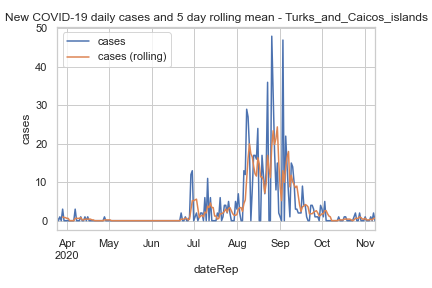 New COVID-19 daily cases and 5 day rolling mean - Turks_and_Caicos_islands
cases
cases (rolling)
50
40
30
20
10
0
cases
Apr
2020
May
Jun
Jul
Aug
Sep
Oct
Nov
dateRep